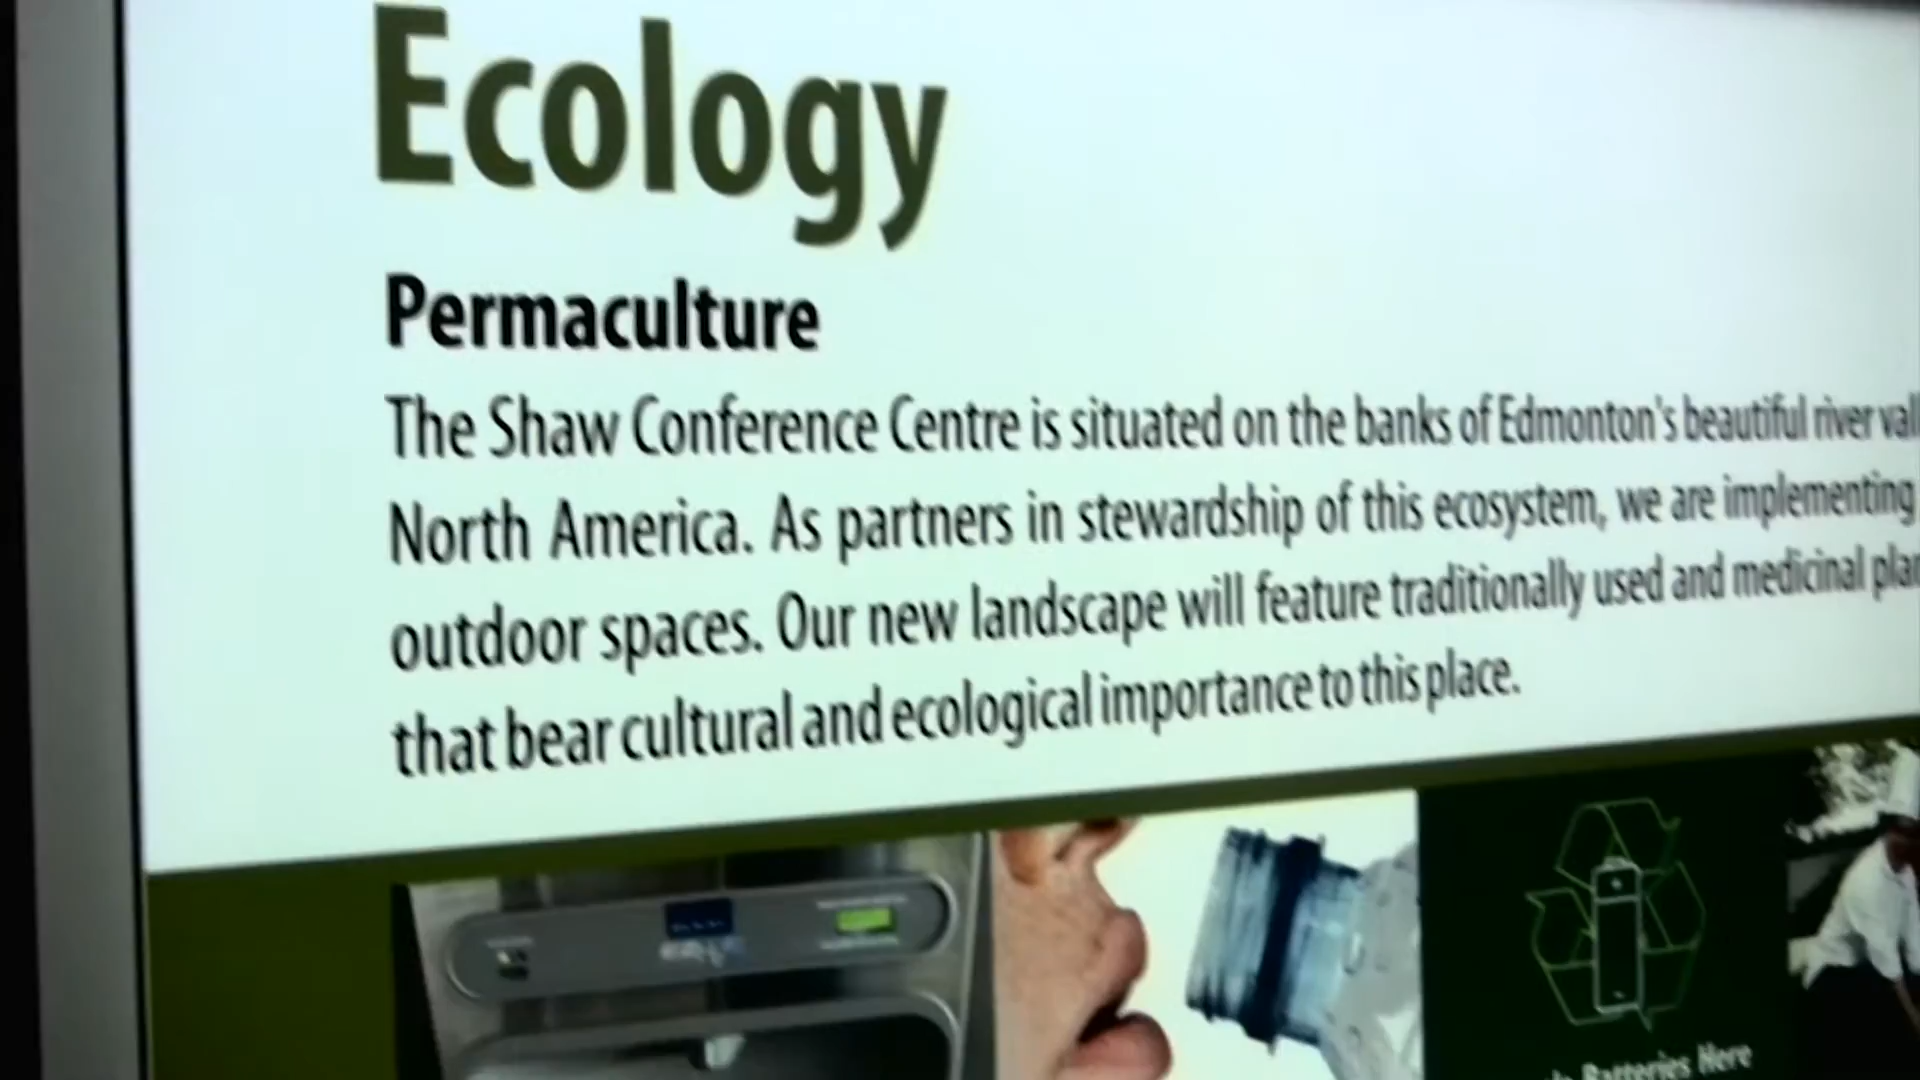 Ecology
Permaculture
The Shaw Conference Centre is situated on the banks of Edmonton's beautiful river
North America. As partners in stewardship of this ecosystem, we are implementing
outdoor spaces. Our new landscape will feature traditionally used and medicinal
that bear cultural and ecological importance to this place.
Batteries Here